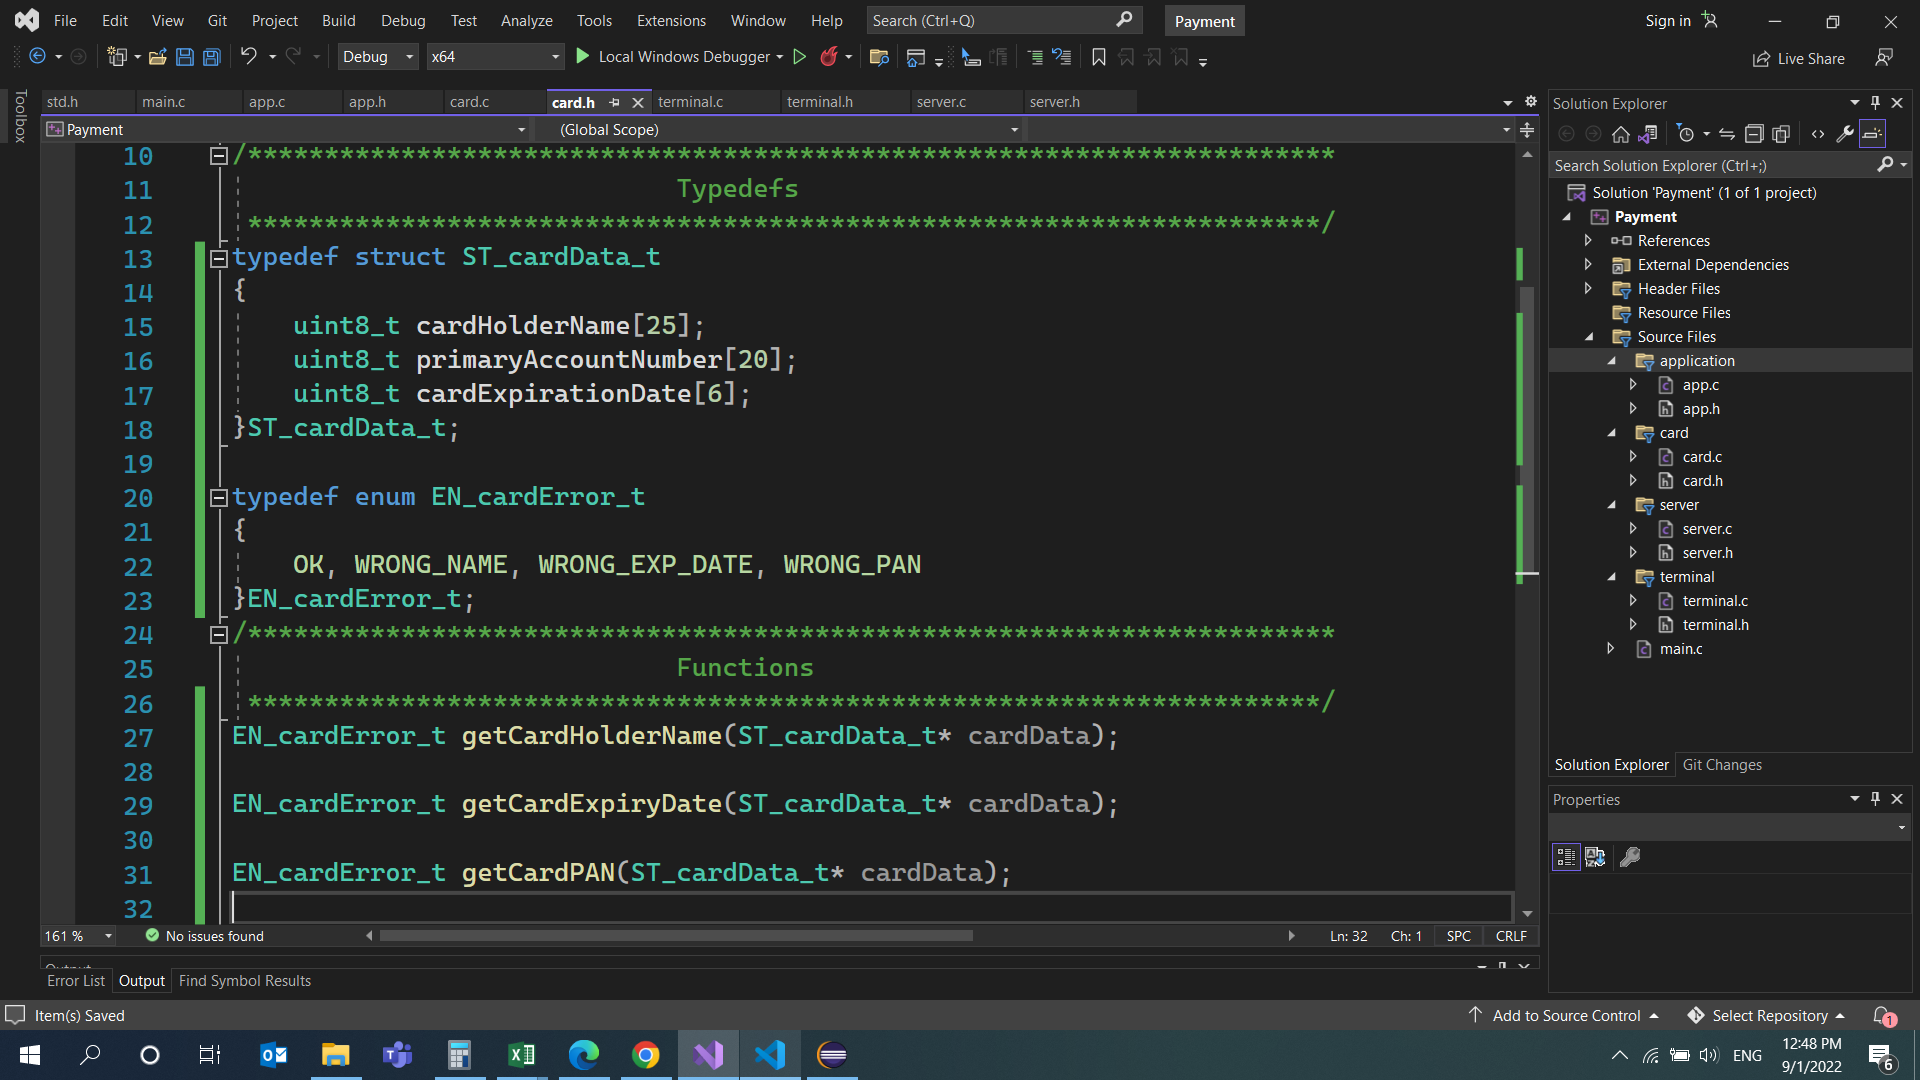 File Edit View Git Project Build Debug Test Analyze Tools Extensions Window Help Search (Ctrl+Q) Payment Sign in
Debug x64 Local Windows Debugger Live Share
Toolbox
std.h main.c app.c app.h card.c card.h terminal.c terminal.h server.c server.h
Payment (Global Scope)
10 /***********************************************************************
11 Typedefs
12 **********************************************************************/
13 typedef struct ST_cardData_t
14 {
15 uint8_t cardHolderName[25];
16 uint8_t primaryAccountNumber[20];
17 uint8_t cardExpirationDate[6];
18 }ST_cardData_t;
19
20 typedef enum EN_cardError_t
21 {
22 OK, WRONG_NAME, WRONG_EXP_DATE, WRONG_PAN
23 }EN_cardError_t;
24 /***********************************************************************
25 Functions
26 **********************************************************************/
27 EN_cardError_t getCardHolderName(ST_cardData_t* cardData);
28
29 EN_cardError_t getCardExpiryDate(ST_cardData_t* cardData);
30
31 EN_cardError_t getCardPAN(ST_cardData_t* cardData);
32
161 % No issues found Ln: 32 Ch: 1 SPC CRLF
Output
Error List Output Find Symbol Results
Solution Explorer
Search Solution Explorer (Ctrl+;)
Solution 'Payment' (1 of 1 project)
Payment
References
External Dependencies
Header Files
Resource Files
Source Files
application
app.c
app.h
card
card.c
card.h
server
server.c
server.h
terminal
terminal.c
terminal.h
main.c
Solution Explorer Git Changes
Properties
Item(s) Saved Add to Source Control Select Repository 1
ENG 12:48 PM
9/1/2022 6